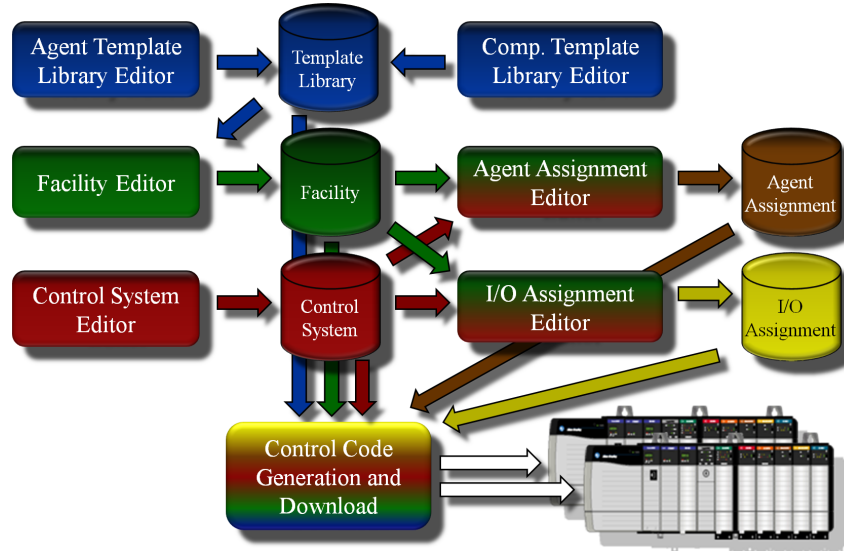 Agent Template
Library Editor
Template
Library
Comp. Template
Library Editor
Facility Editor
Facility
Agent Assignment
Editor
Agent
Assignment
Control System
Editor
Control
System
I/O Assignment
Editor
I/O
Assignment
Control Code
Generation and
Download